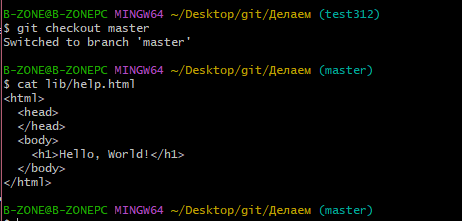 B-ZONE@B-ZONEPC MINGW64 ~/Desktop/git/Делаем (test312)
$ git checkout master
Switched to branch 'master'
B-ZONE@B-ZONEPC MINGW64 ~/Desktop/git/Делаем (master)
$ cat lib/help.html
<html>
  <head>
  </head>
  <body>
    <h1>Hello, World!</h1>
  </body>
</html>
B-ZONE@B-ZONEPC MINGW64 ~/Desktop/git/Делаем (master)